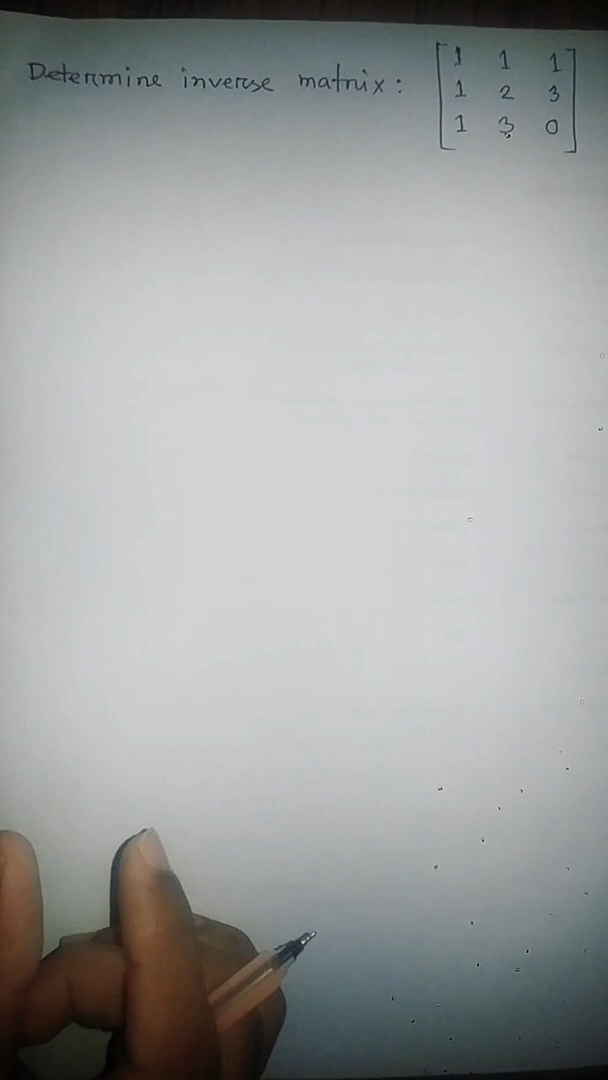 Determine inverse matrix: [1 1 1
1 2 3
1 3 0]